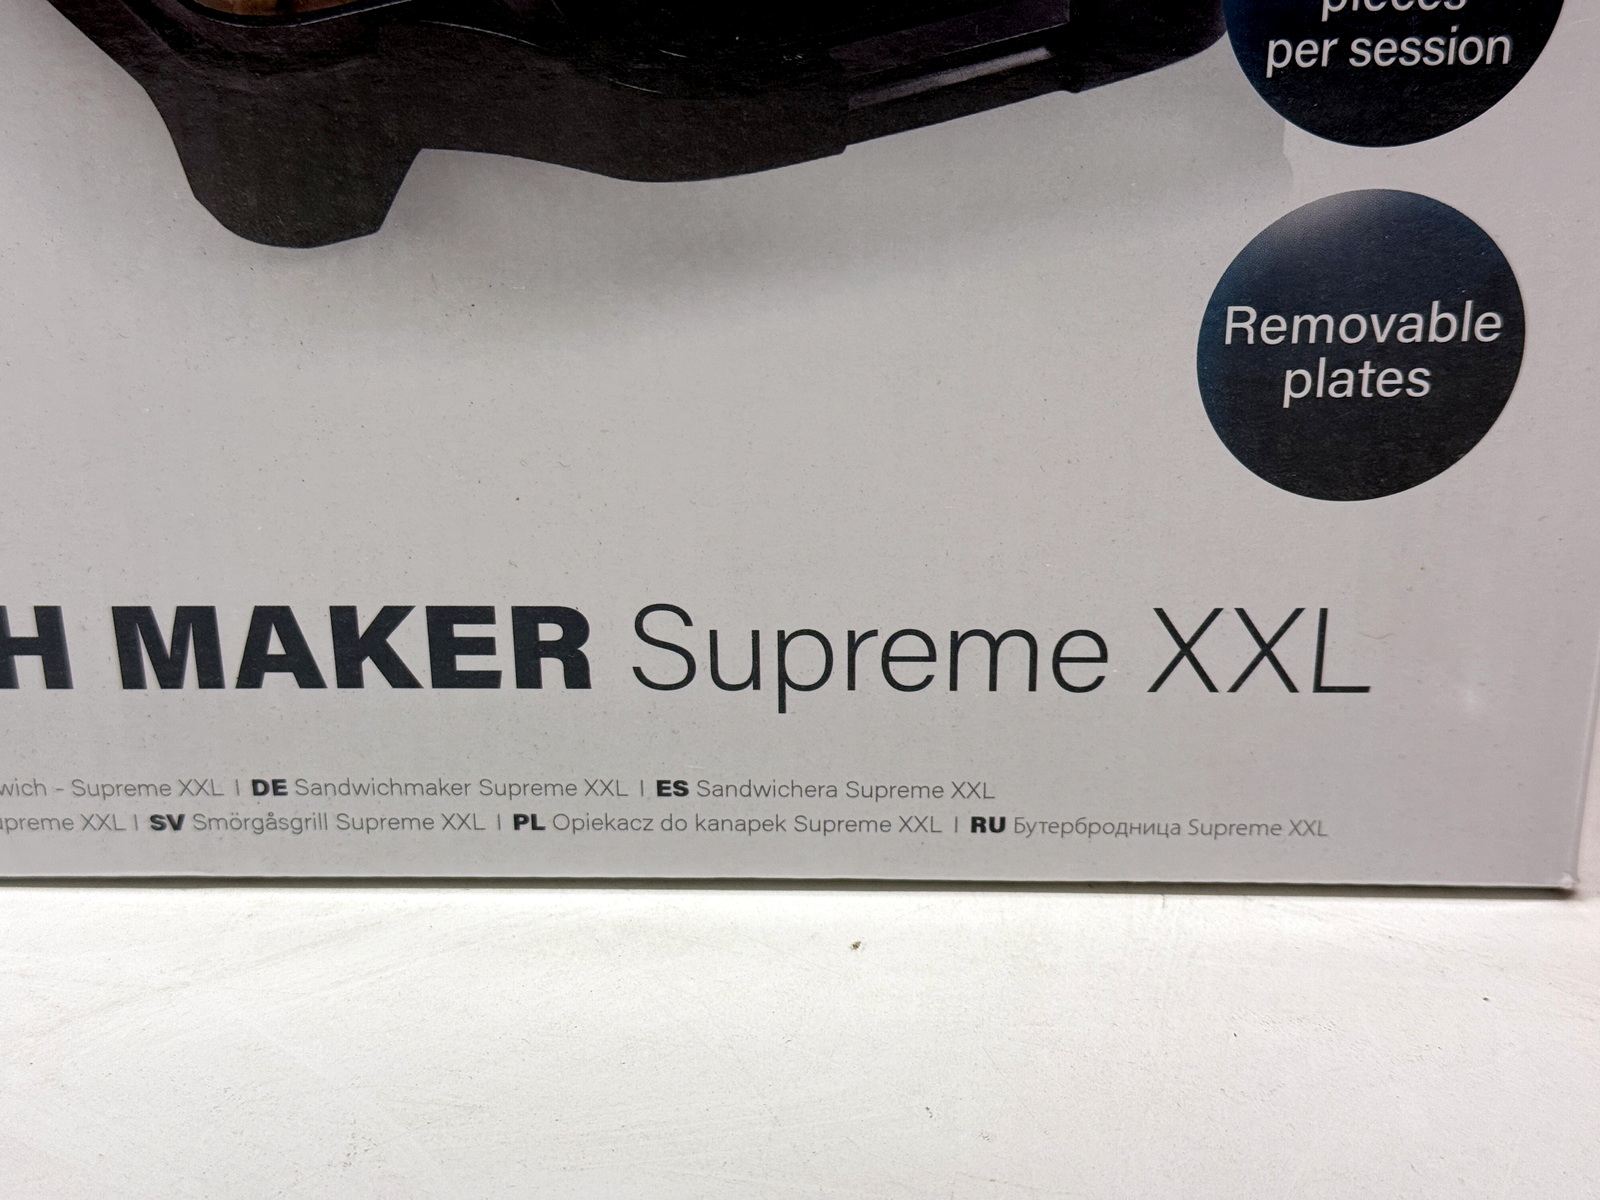 pieces
per session
Removable
plates
H MAKER Supreme XXL
wich - Supreme XXL | DE Sandwichmaker Supreme XXL | ES Sandwichera Supreme XXL
upreme XXL | SV Smörgåsgrill Supreme XXL | PL Opiekacz do kanapek Supreme XXL | RU Бутербродница Supreme XXL